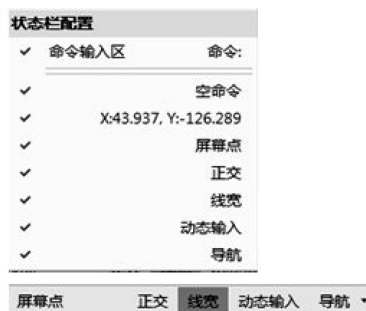 状态栏配置
✓ 命令输入区 命令:
✓ 空命令
✓ X:43.937, Y:-126.289
✓ 屏幕点
✓ 正交
✓ 线宽
✓ 动态输入
✓ 导航
屏幕点 正交 线宽 动态输入 导航